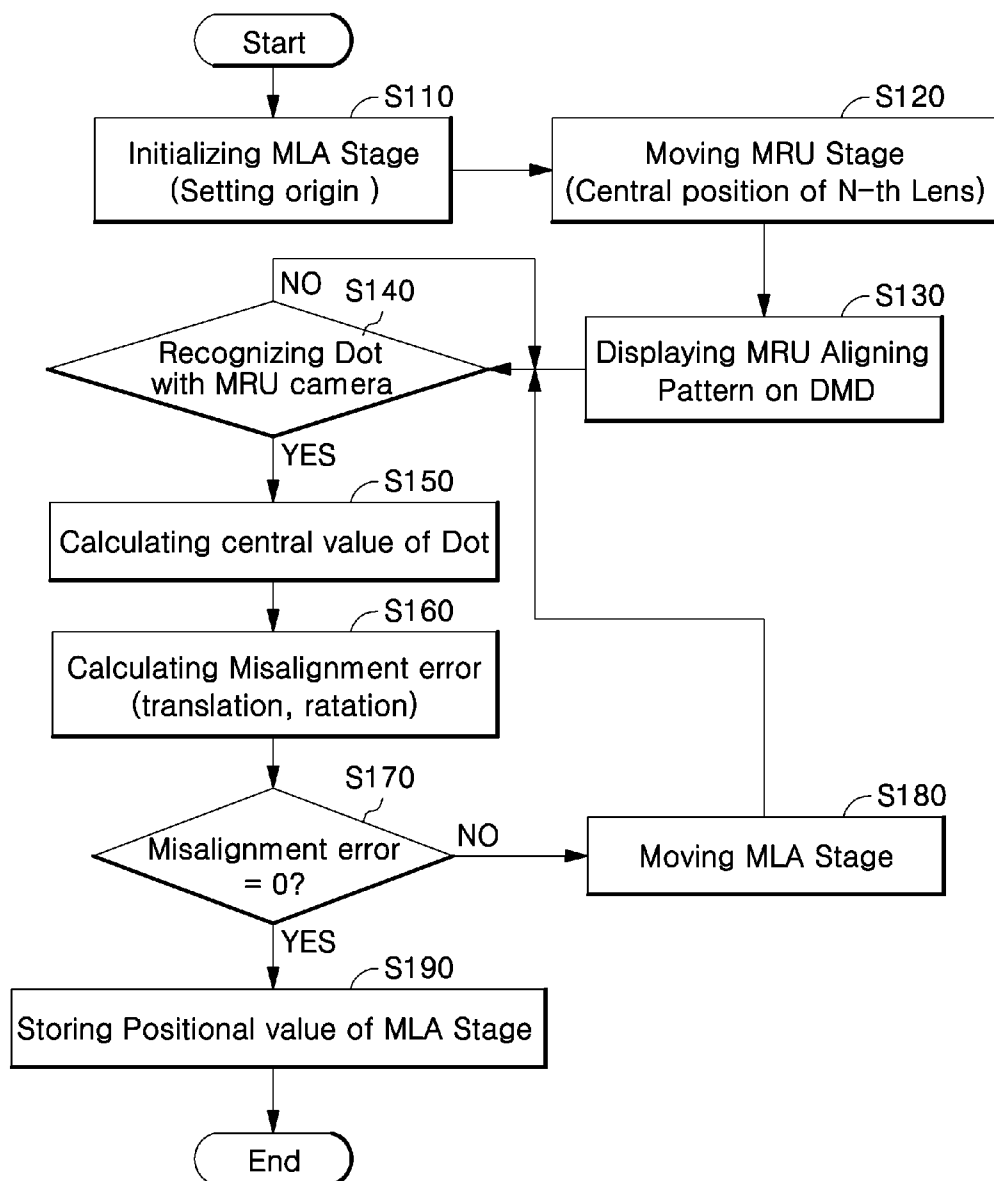 Start
S110
Initializing MLA Stage
(Setting origin )
S120
Moving MRU Stage
(Central position of N-th Lens)
S130
Displaying MRU Aligning
Pattern on DMD
NO
S140
Recognizing Dot
with MRU camera
YES
S150
Calculating central value of Dot
S160
Calculating Misalignment error
(translation, ratation)
S170
Misalignment error
= 0?
NO
S180
Moving MLA Stage
YES
S190
Storing Positional value of MLA Stage
End